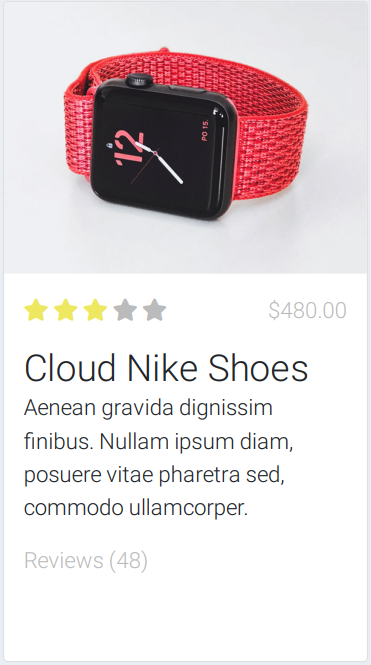 12
PO 15.
$480.00
Cloud Nike Shoes
Aenean gravida dignissim
finibus. Nullam ipsum diam,
posuere vitae pharetra sed,
commodo ullamcorper.
Reviews (48)